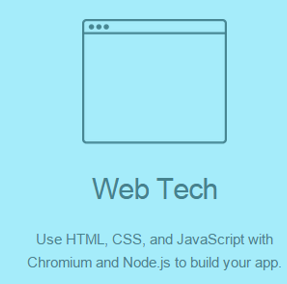 Web Tech
Use HTML, CSS, and JavaScript with
Chromium and Node.js to build your app.